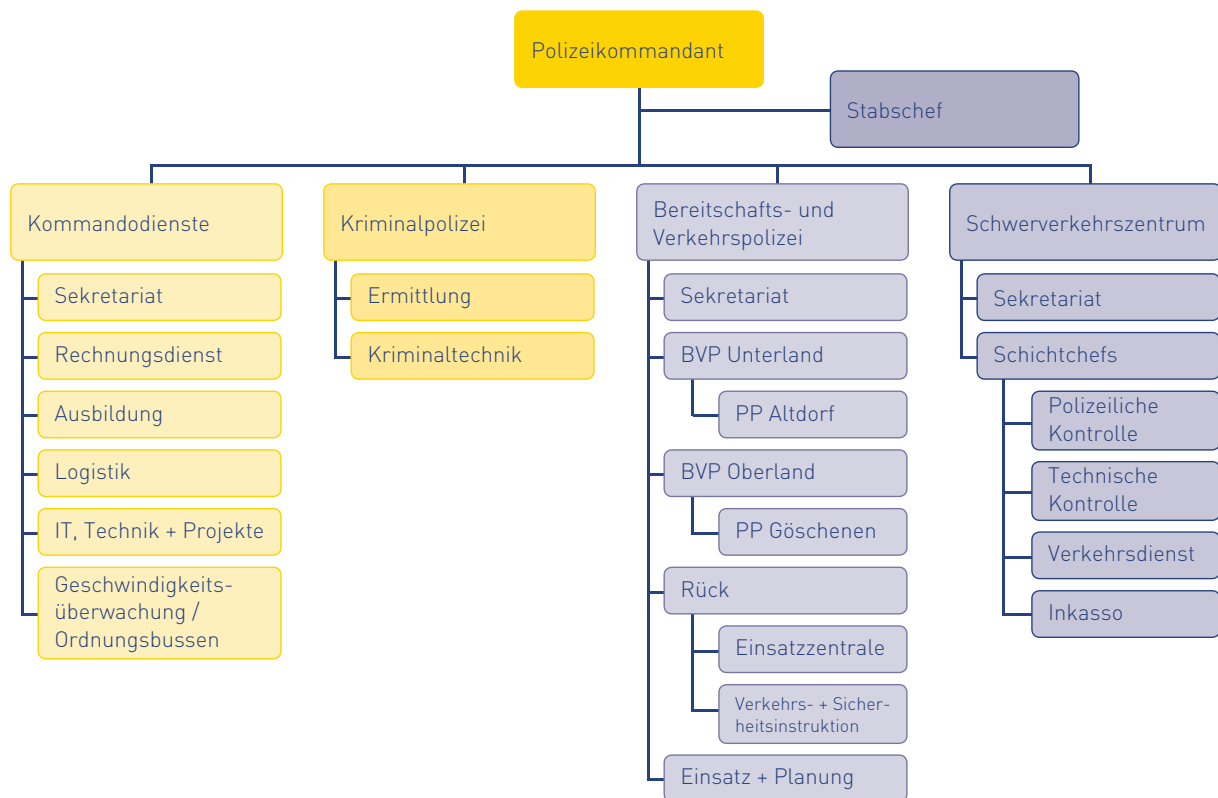 Polizeikommandant
Stabschef
Kommandodienste
Sekretariat
Rechnungsdienst
Ausbildung
Logistik
IT, Technik + Projekte
Geschwindigkeits-
überwachung /
Ordnungsbussen
Kriminalpolizei
Ermittlung
Kriminaltechnik
Bereitschafts- und
Verkehrspolizei
Sekretariat
BVP Unterland
PP Altdorf
BVP Oberland
PP Göschenen
Rück
Einsatzzentrale
Verkehrs- + Sicher-
heitsinstruktion
Einsatz + Planung
Schwerverkehrszentrum
Sekretariat
Schichtchefs
Polizeiliche
Kontrolle
Technische
Kontrolle
Verkehrsdienst
Inkasso